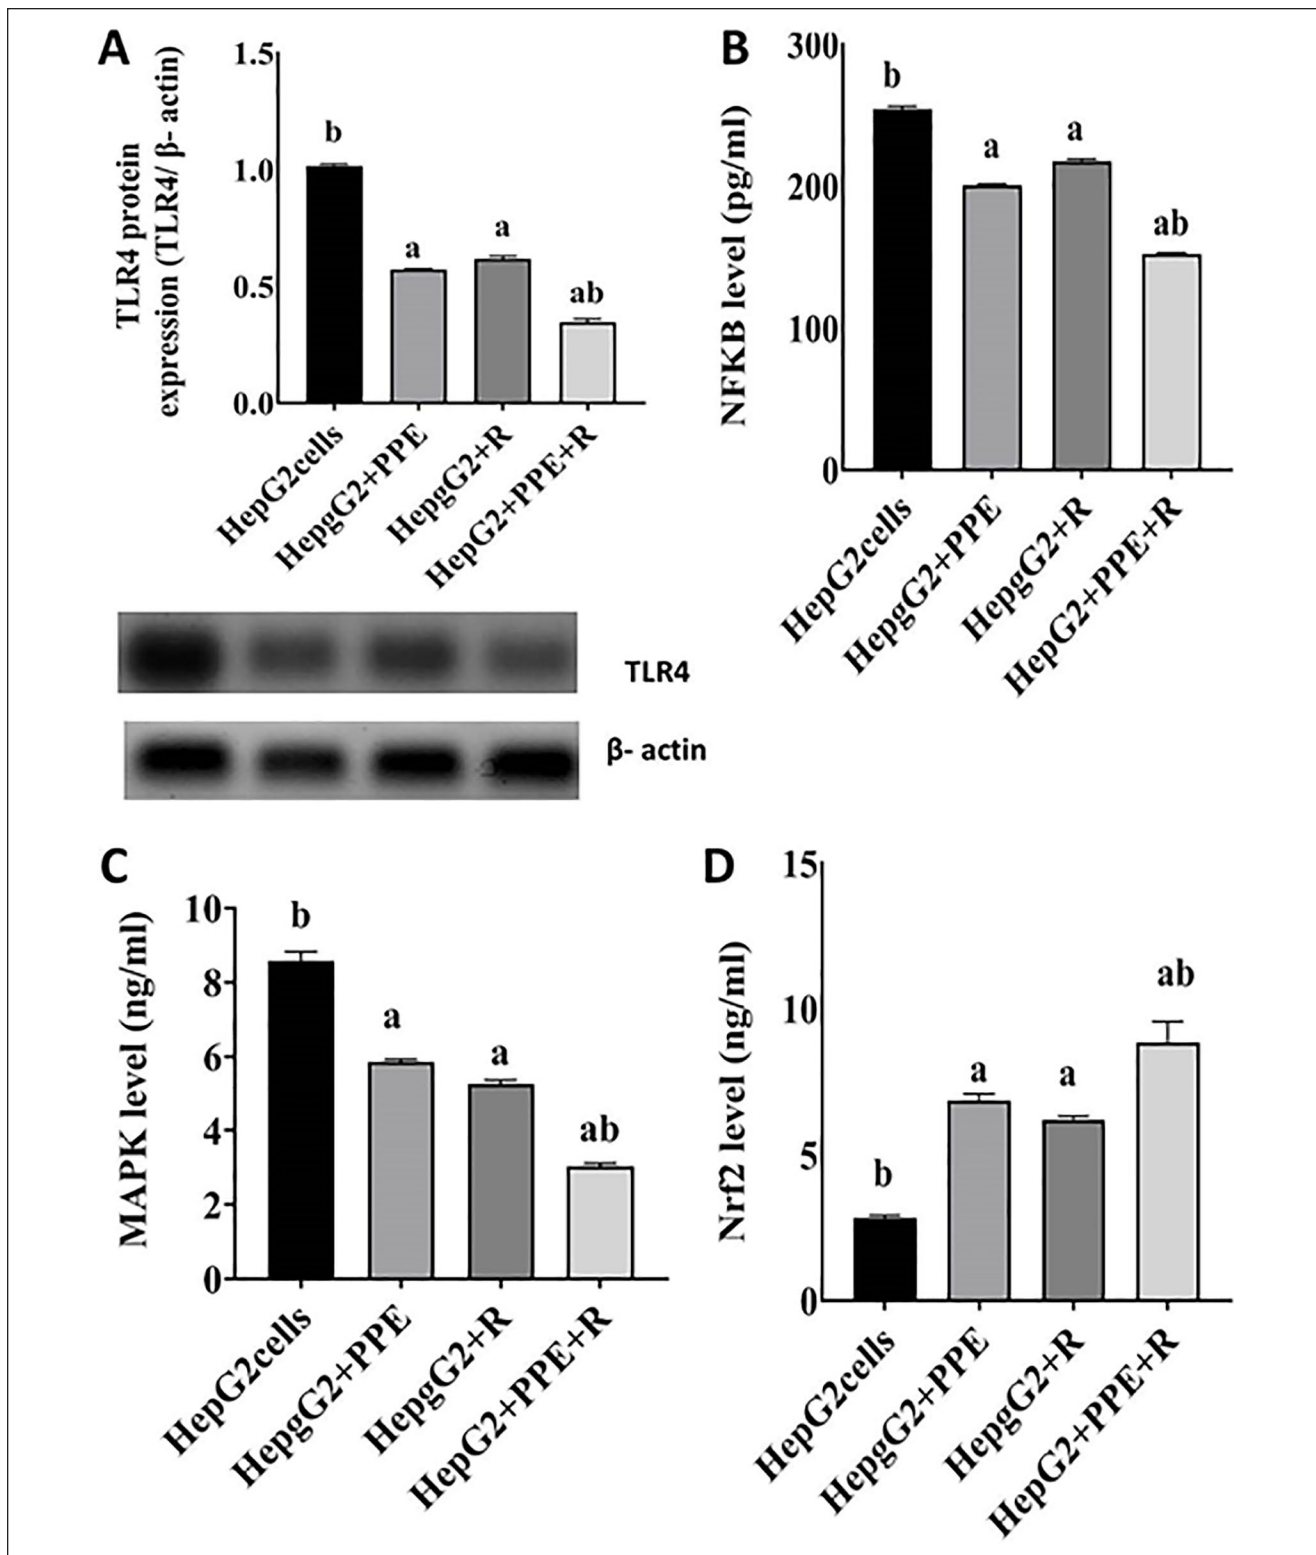 A
TLR4 protein
expression (TLR4/ β- actin)
1.5
1.0
0.5
0.0
b
a
a
ab
HepG2cells
HepgG2+PPE
HepgG2+R
HepG2+PPE+R
TLR4
β- actin
B
NFKB level (pg/ml)
300
200
100
0
b
a
a
ab
HepG2cells
HepgG2+PPE
HepgG2+R
HepG2+PPE+R
C
MAPK level (ng/ml)
10
8
6
4
2
0
b
a
a
ab
HepG2cells
HepgG2+PPE
HepgG2+R
HepG2+PPE+R
D
Nrf2 level (ng/ml)
15
10
5
0
b
a
a
ab
HepG2cells
HepgG2+PPE
HepgG2+R
HepG2+PPE+R